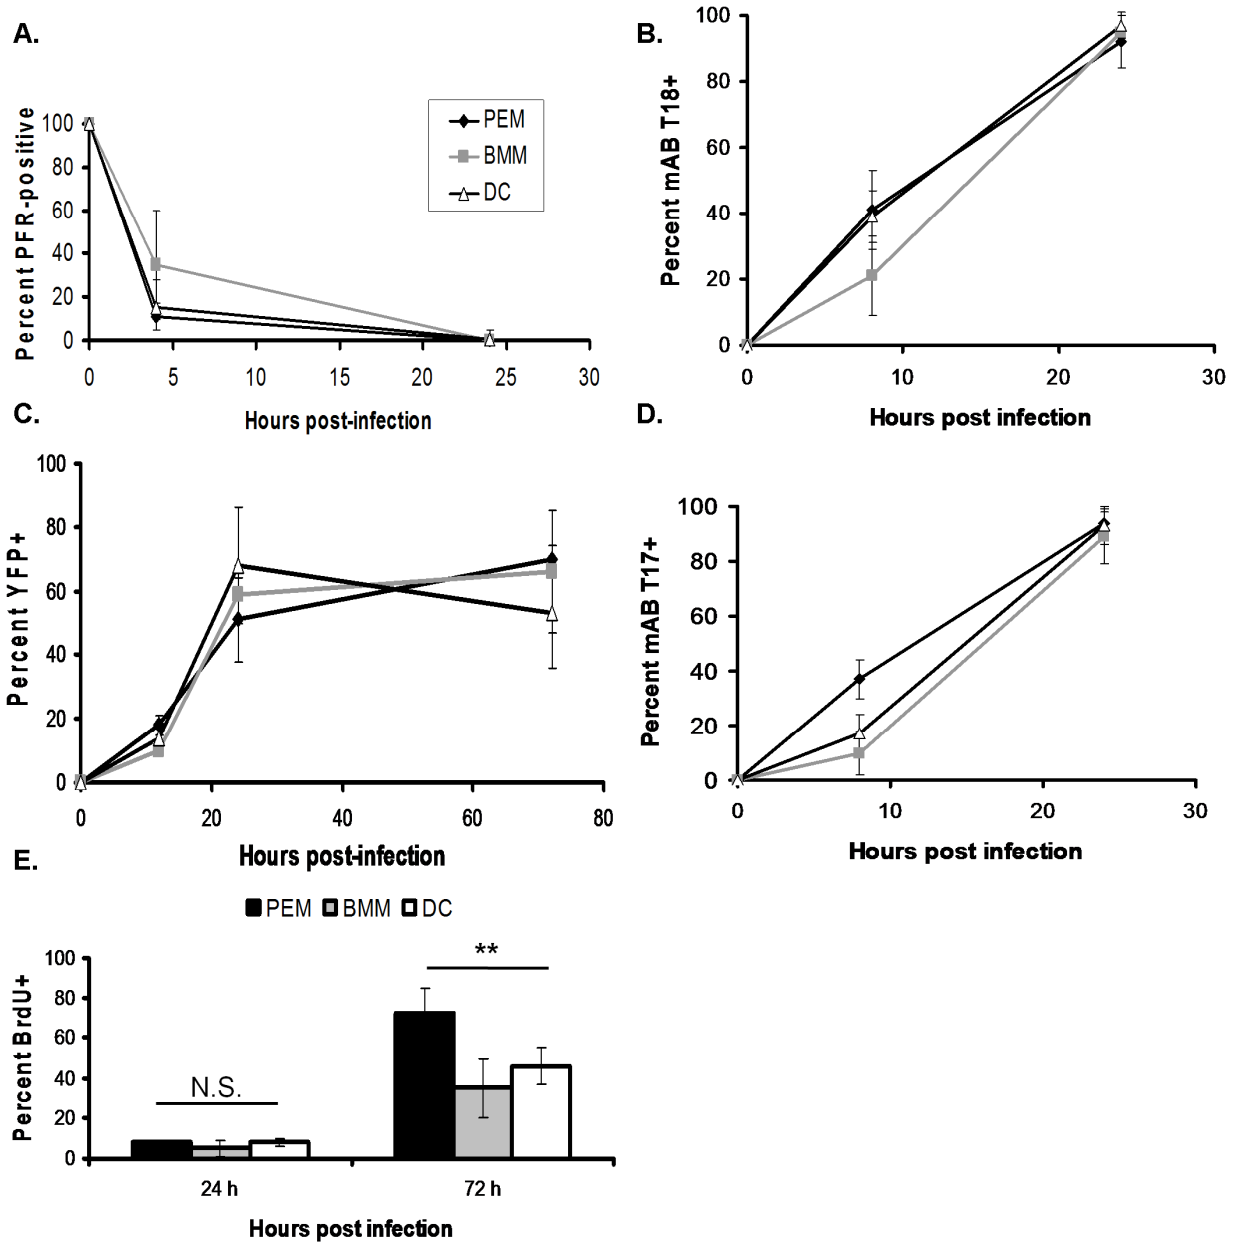 A.
Percent PFR-positive
100
80
60
40
20
0
0 5 10 15 20 25 30
Hours post-infection
PEM
BMM
DC
B.
Percent mAB T18+
100
80
60
40
20
0
0 10 20 30
Hours post infection
C.
Percent YFP+
100
80
60
40
20
0
0 20 40 60 80
Hours post-infection
D.
Percent mAB T17+
100
80
60
40
20
0
0 10 20 30
Hours post infection
E.
PEM BMM DC
Percent BrdU+
100
80
60
40
20
0
N.S.
**
24 h 72 h
Hours post infection